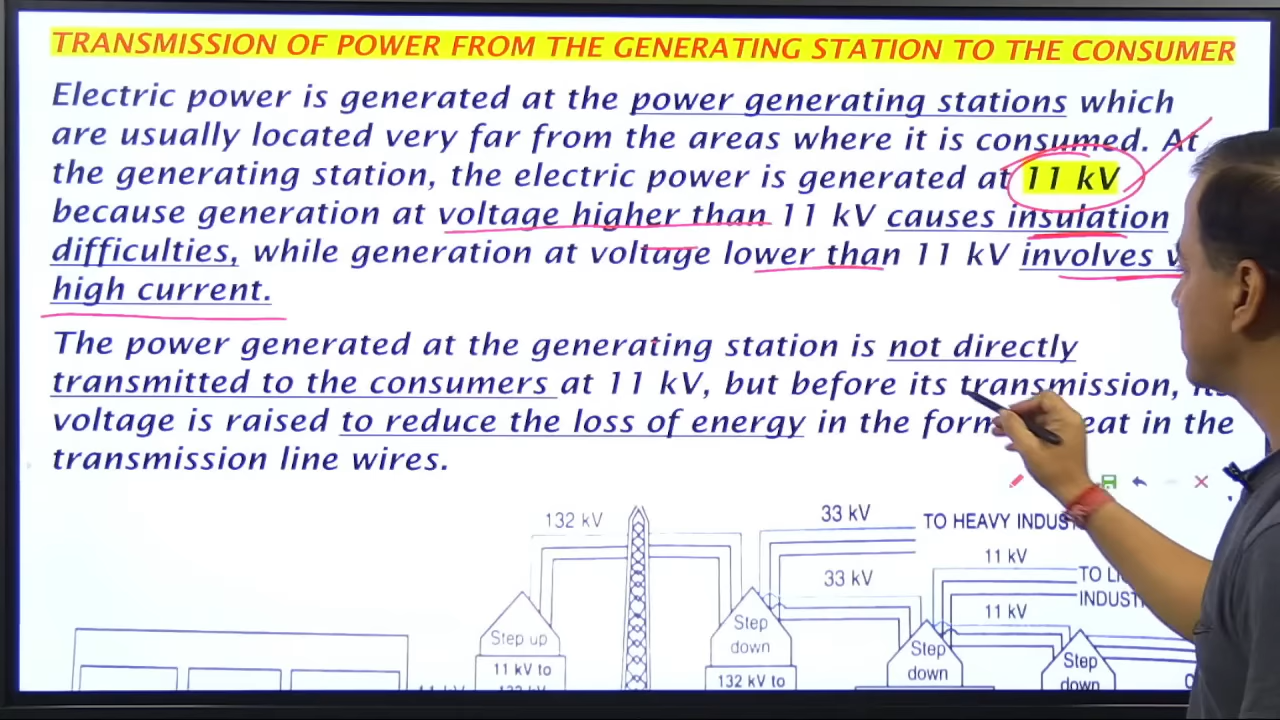 TRANSMISSION OF POWER FROM THE GENERATING STATION TO THE CONSUMER
Electric power is generated at the power generating stations which
are usually located very far from the areas where it is consumed. At
the generating station, the electric power is generated at 11 kV
because generation at voltage higher than 11 kV causes insulation
difficulties, while generation at voltage lower than 11 kV involves
high current.
The power generated at the generating station is not directly
transmitted to the consumers at 11 kV, but before its transmission,
voltage is raised to reduce the loss of energy in the in the
transmission line wires.
132 kV
33 kV
TO HEAVY
11 kV
33 kV
TO
11 kV
Step up
Step
down
Step
down
Step
down
11 kV to
132 kV to